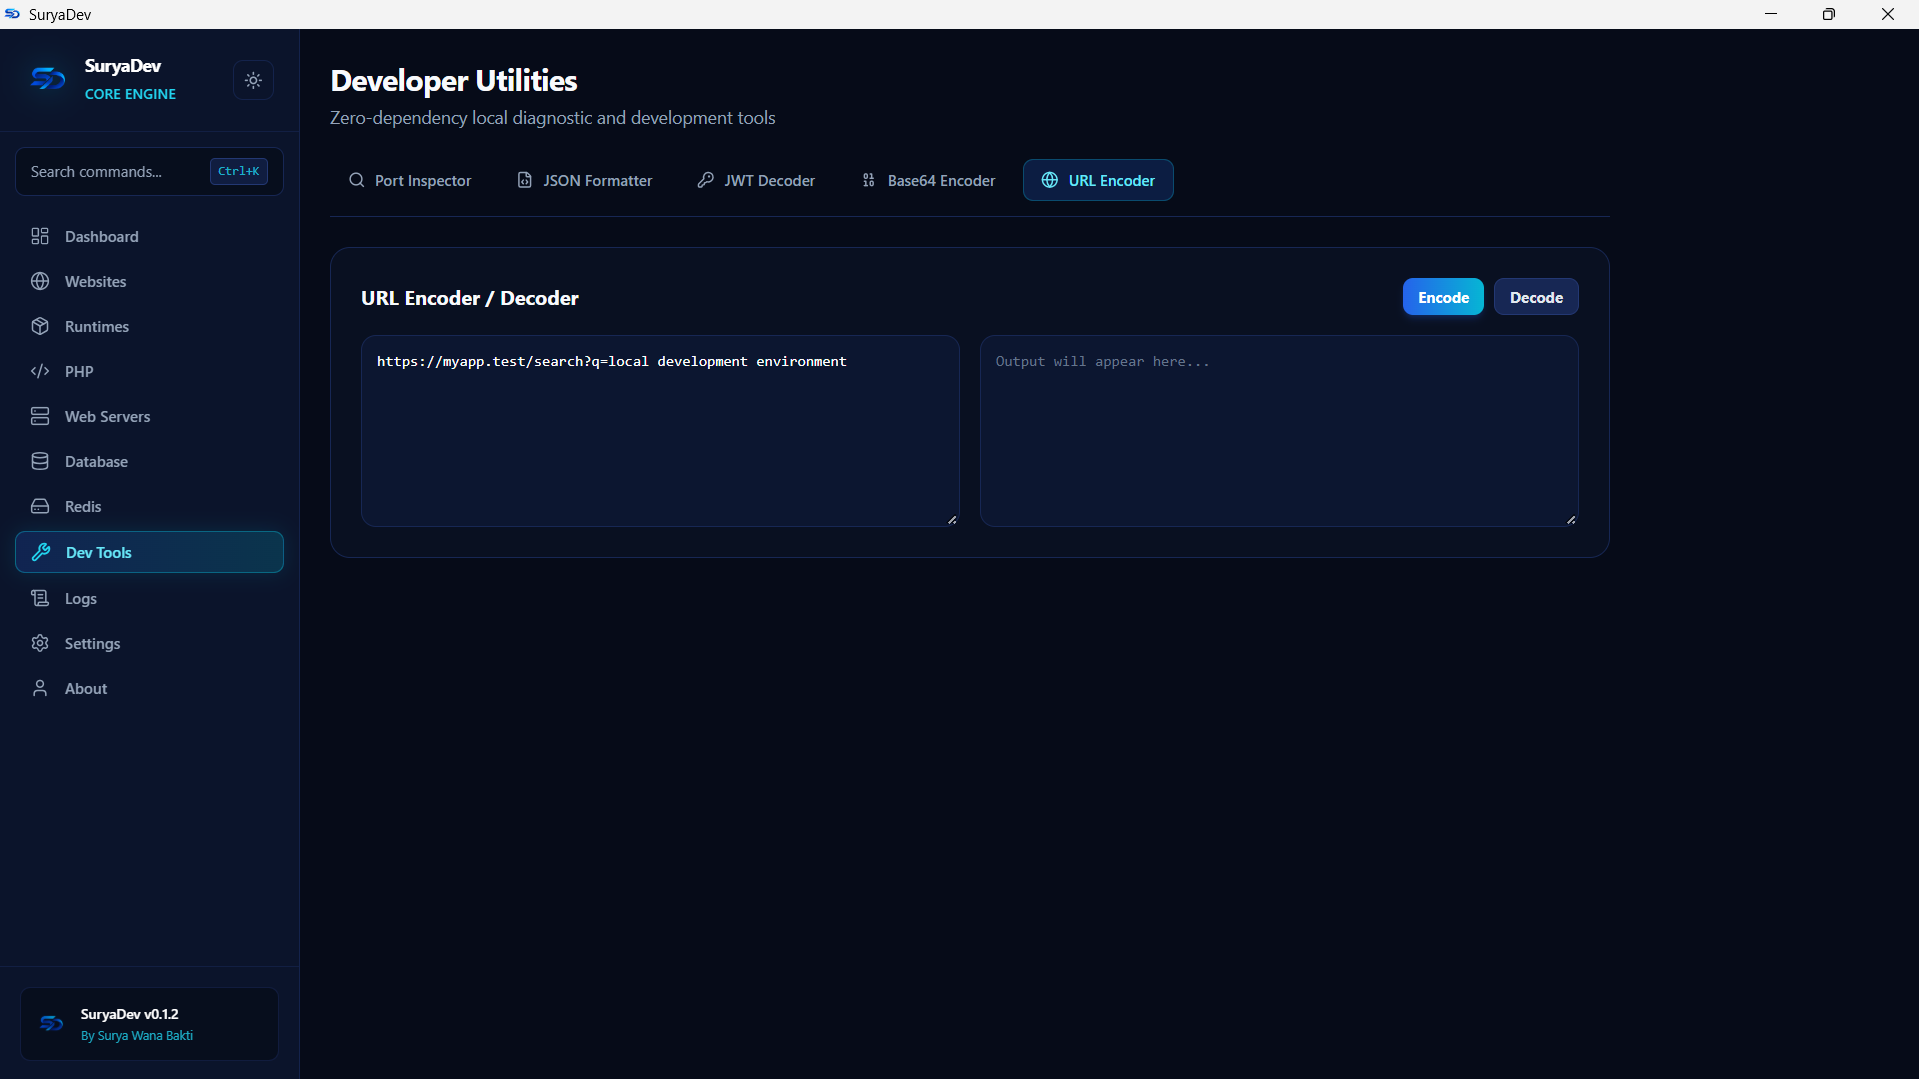 SuryaDev
SuryaDev
CORE ENGINE
Search commands... Ctrl+K
Dashboard
Websites
Runtimes
PHP
Web Servers
Database
Redis
Dev Tools
Logs
Settings
About
SuryaDev v0.1.2
By Surya Wana Bakti
Developer Utilities
Zero-dependency local diagnostic and development tools
Port Inspector JSON Formatter JWT Decoder Base64 Encoder URL Encoder
URL Encoder / Decoder Encode Decode
https://myapp.test/search?q=local development environment
Output will appear here...